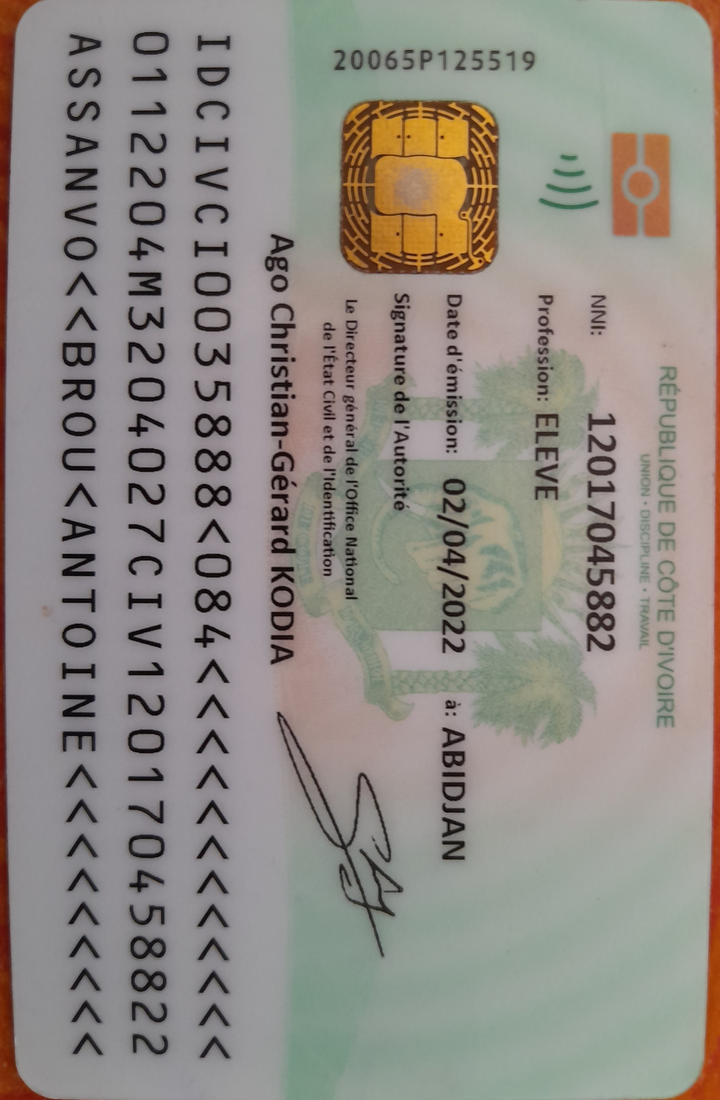 RÉPUBLIQUE DE CÔTE D'IVOIRE
UNION • DISCIPLINE • TRAVAIL
NNI: 12017045882
Profession: ELEVE
Date d'émission: 02/04/2022 à: ABIDJAN
Signature de l'Autorité
le Directeur général de l'Office National
de l'État Civil et de l'Identification
Ago Christian-Gérard KODIA
20065P125519
IDCIVCI0035888<084<<<<<<<<<<<<
0112204M3204027CIV120170458822
ASSANVO<<BROU<ANTOINE<<<<<<<<<